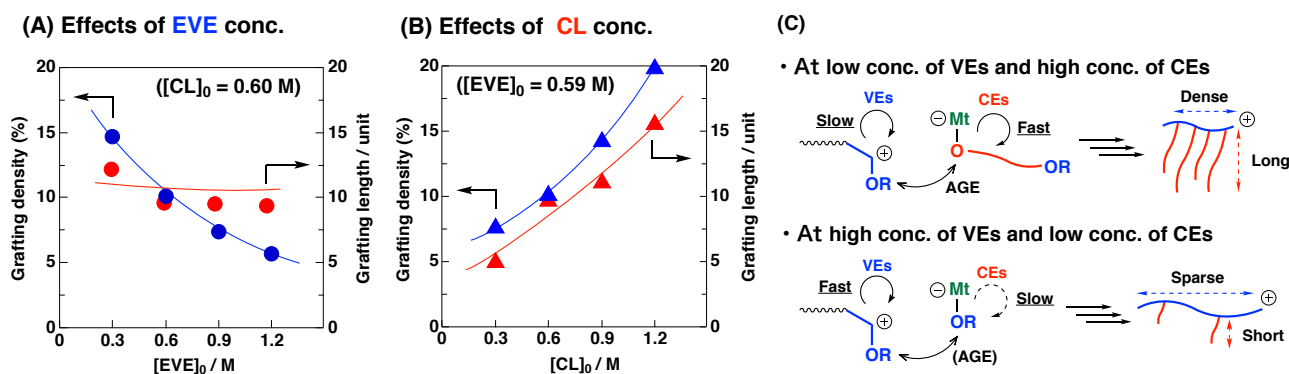 (A) Effects of EVE conc.
([CL]0 = 0.60 M)
Grafting density (%)
20
15
10
5
0
0
0.3
0.6
0.9
1.2
[EVE]0 / M
20
15
10
5
0
Grafting length / unit
(B) Effects of CL conc.
([EVE]0 = 0.59 M)
Grafting density (%)
20
15
10
5
0
0
0.3
0.6
0.9
1.2
[CL]0 / M
20
15
10
5
0
Grafting length / unit
(C)
・At low conc. of VEs and high conc. of CEs
VEs
Slow
+
OR
AGE
− Mt
O
CEs
Fast
OR
Dense
+
Long
・At high conc. of VEs and low conc. of CEs
VEs
Fast
+
OR
(AGE)
− Mt
OR
CEs
Slow
Sparse
+
Short